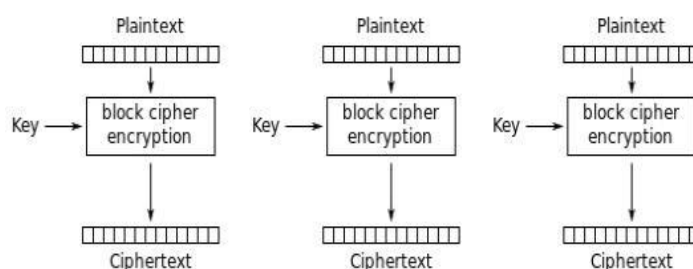 Plaintext Plaintext Plaintext
Key block cipher encryption Key block cipher encryption Key block cipher encryption
Ciphertext Ciphertext Ciphertext